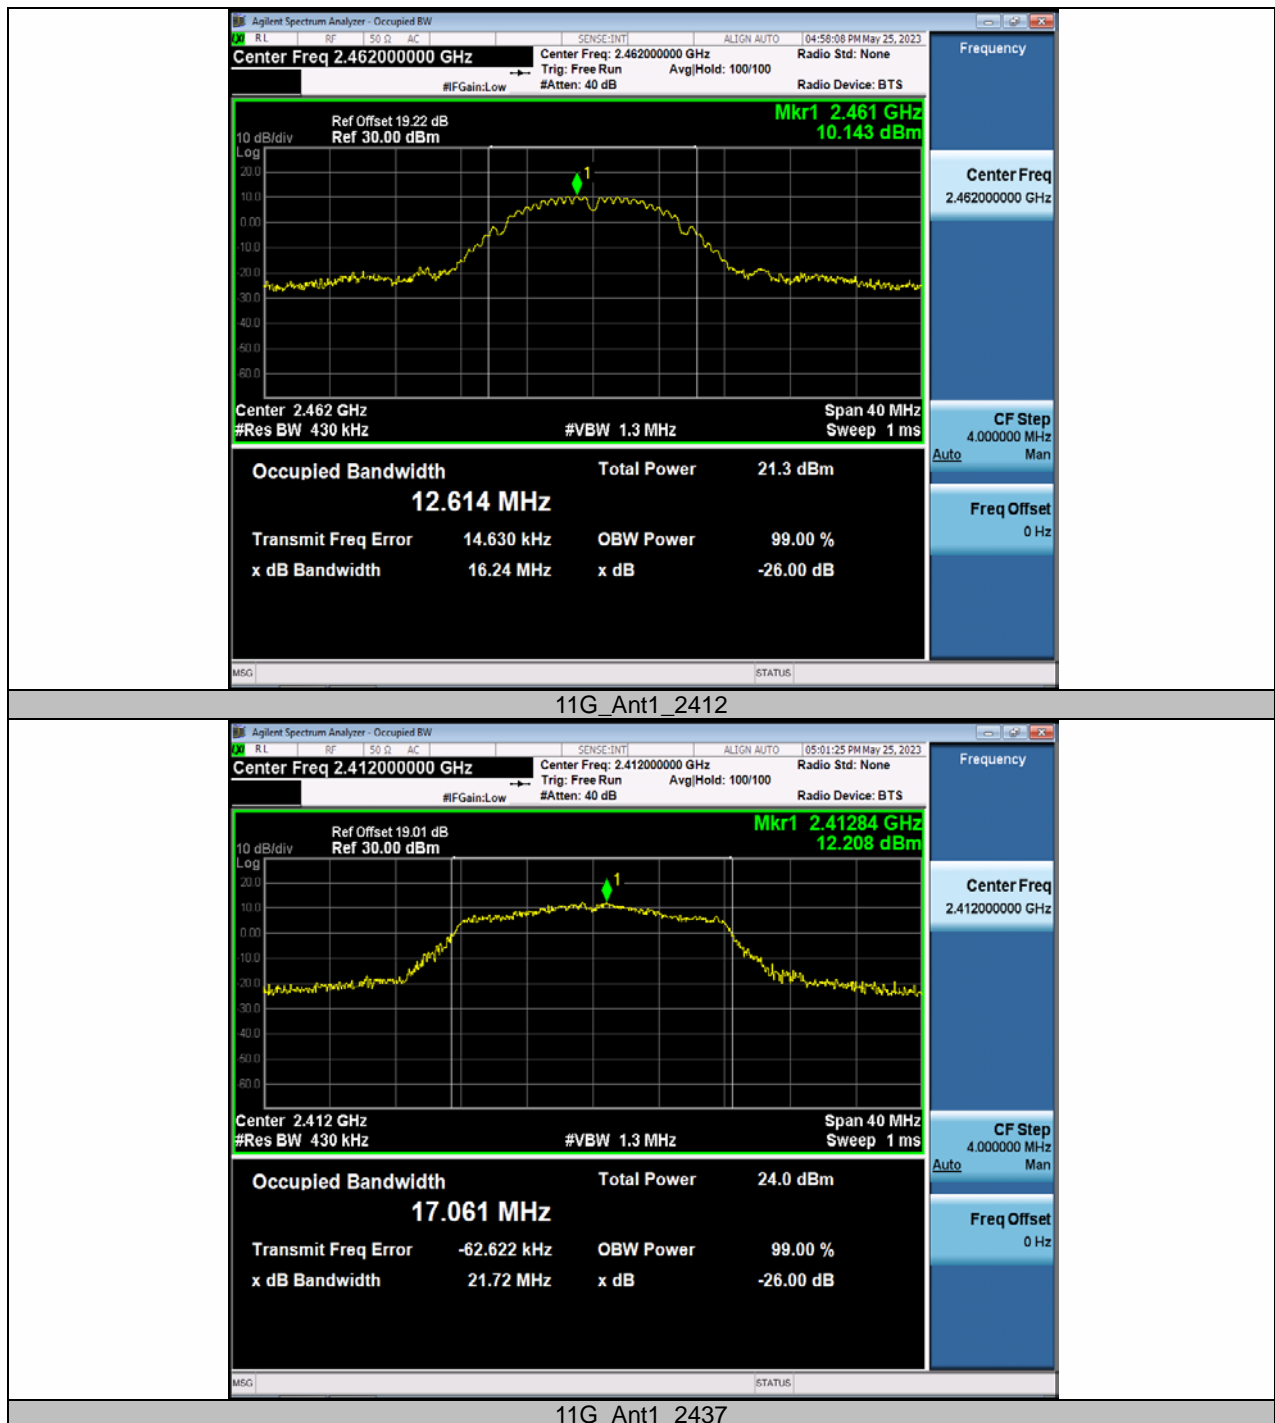 Agilent Spectrum Analyzer - Occupied BW
RL RF 50 Ω AC SENSE:INT ALIGN AUTO 04:58:08 PM May 25, 2023
Center Freq 2.462000000 GHz
Center Freq: 2.462000000 GHz Radio Std: None
Trig: Free Run Avg|Hold: 100/100
#IFGain:Low #Atten: 40 dB Radio Device: BTS
Frequency
Mkr1 2.461 GHz
10.143 dBm
Ref Offset 19.22 dB
10 dB/div Ref 30.00 dBm
Log
20.0
10.0
0.00
-10.0
-20.0
-30.0
-40.0
-50.0
-60.0
1
Center 2.462 GHz Span 40 MHz
#Res BW 430 kHz #VBW 1.3 MHz Sweep 1 ms
Center Freq
2.462000000 GHz
CF Step
4.000000 MHz
Auto Man
Freq Offset
0 Hz
Occupied Bandwidth Total Power 21.3 dBm
12.614 MHz
Transmit Freq Error 14.630 kHz OBW Power 99.00 %
x dB Bandwidth 16.24 MHz x dB -26.00 dB
MSG STATUS
11G_Ant1_2412
Agilent Spectrum Analyzer - Occupied BW
RL RF 50 Ω AC SENSE:INT ALIGN AUTO 05:01:25 PM May 25, 2023
Center Freq 2.412000000 GHz
Center Freq: 2.412000000 GHz Radio Std: None
Trig: Free Run Avg|Hold: 100/100
#IFGain:Low #Atten: 40 dB Radio Device: BTS
Frequency
Mkr1 2.41284 GHz
12.208 dBm
Ref Offset 19.01 dB
10 dB/div Ref 30.00 dBm
Log
20.0
10.0
0.00
-10.0
-20.0
-30.0
-40.0
-50.0
-60.0
1
Center 2.412 GHz Span 40 MHz
#Res BW 430 kHz #VBW 1.3 MHz Sweep 1 ms
Center Freq
2.412000000 GHz
CF Step
4.000000 MHz
Auto Man
Freq Offset
0 Hz
Occupied Bandwidth Total Power 24.0 dBm
17.061 MHz
Transmit Freq Error -62.622 kHz OBW Power 99.00 %
x dB Bandwidth 21.72 MHz x dB -26.00 dB
MSG STATUS
11G_Ant1_2437